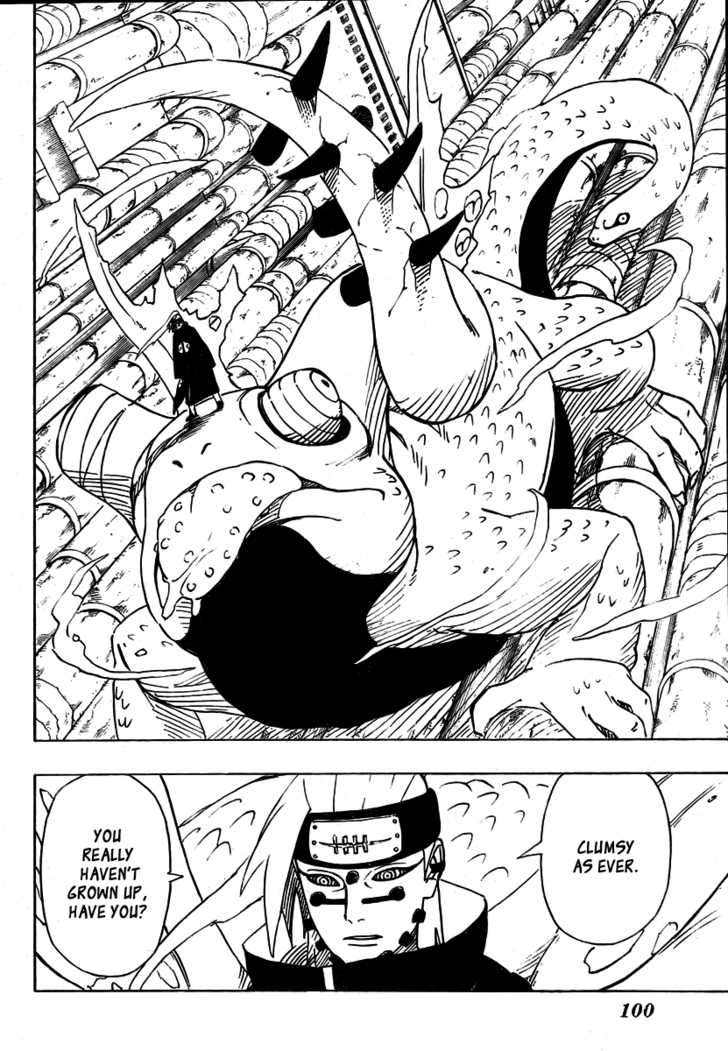 CLUMSY
AS EVER.
YOU
REALLY
HAVEN'T
GROWN UP,
HAVE YOU?
100